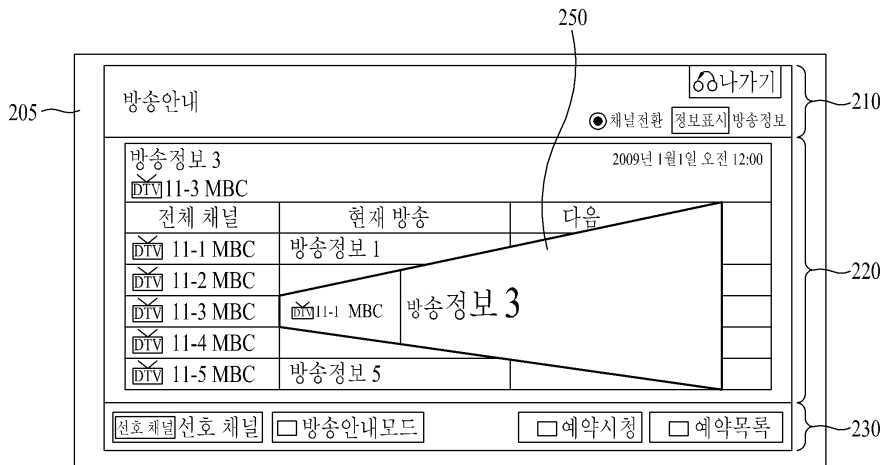 250
205
방송안내
나가기
채널전환 정보표시 방송정보
210
방송정보 3
2009년 1월1일 오전 12:00
DTV 11-3 MBC
전체 채널 현재 방송 다음
DTV 11-1 MBC 방송정보 1
DTV 11-2 MBC
DTV 11-3 MBC
DTV 11-1 MBC 방송정보 3
DTV 11-4 MBC
DTV 11-5 MBC 방송정보 5
220
선호 채널 선호 채널 방송안내모드 예약시청 예약목록
230